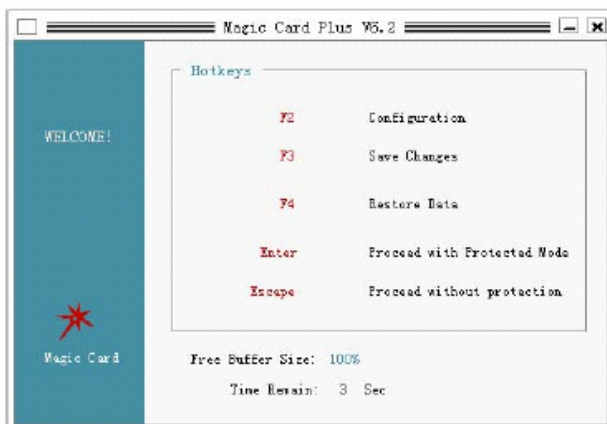 Magic Card Plus V6.2
Hotkeys
WELCOME!
F2 Configuration
F3 Save Changes
F4 Restore Data
Enter Proceed with Protected Mode
Escape Proceed without protection
Magic Card
Free Buffer Size: 100%
Time Remain: 3 Sec